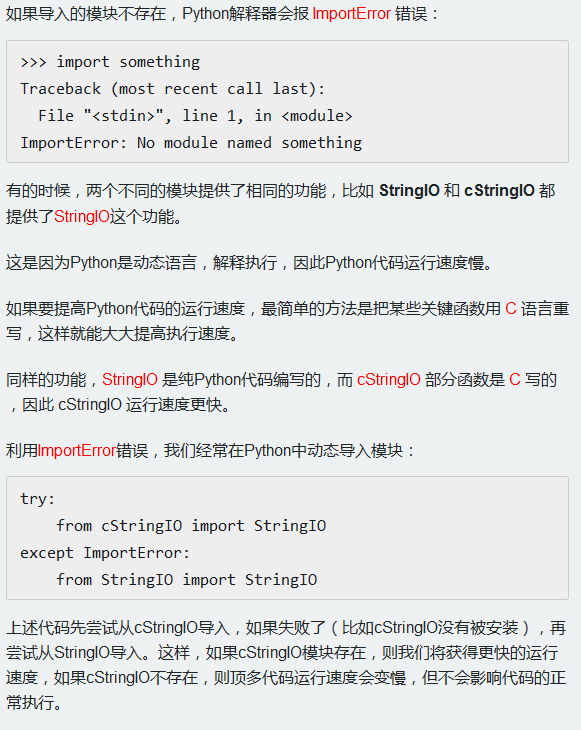 如果导入的模块不存在，Python解释器会报 ImportError 错误：
>>> import something
Traceback (most recent call last):
  File "<stdin>", line 1, in <module>
ImportError: No module named something
有的时候，两个不同的模块提供了相同的功能，比如 StringIO 和 cStringIO 都
提供了StringIO这个功能。
这是因为Python是动态语言，解释执行，因此Python代码运行速度慢。
如果要提高Python代码的运行速度，最简单的方法是把某些关键函数用 C 语言重
写，这样就能大大提高执行速度。
同样的功能，StringIO 是纯Python代码编写的，而 cStringIO 部分函数是 C 写的
，因此 cStringIO 运行速度更快。
利用ImportError错误，我们经常在Python中动态导入模块：
try:
    from cStringIO import StringIO
except ImportError:
    from StringIO import StringIO
上述代码先尝试从cStringIO导入，如果失败了（比如cStringIO没有被安装），再
尝试从StringIO导入。这样，如果cStringIO模块存在，则我们将获得更快的运行
速度，如果cStringIO不存在，则顶多代码运行速度会变慢，但不会影响代码的正
常执行。